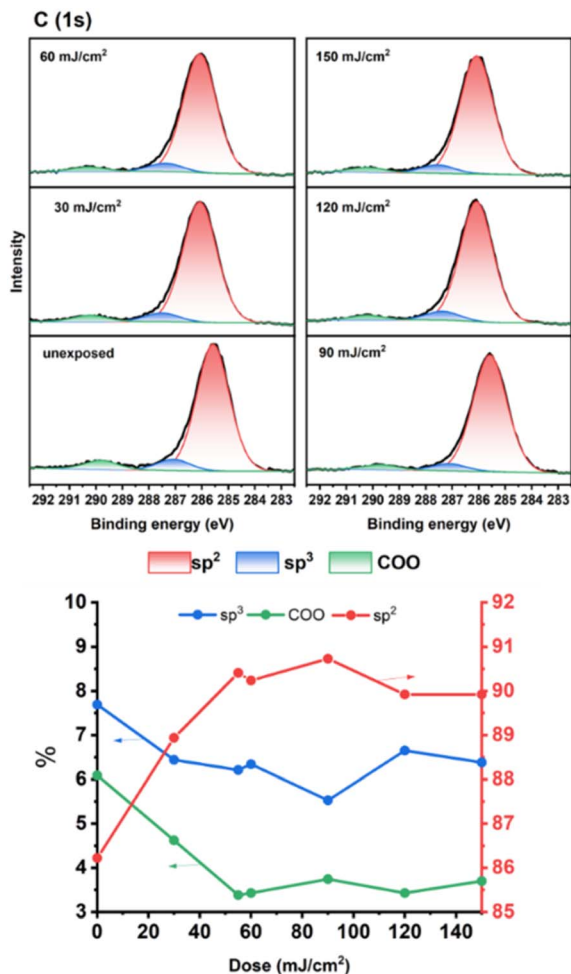 C (1s)
60 mJ/cm²
150 mJ/cm²
30 mJ/cm²
120 mJ/cm²
unexposed
90 mJ/cm²
Intensity
292 291 290 289 288 287 286 285 284 283
292 291 290 289 288 287 286 285 284 283
Binding energy (eV)
Binding energy (eV)
sp² sp³ COO
sp³ COO sp²
10
9
8
7
6
5
4
3
%
92
91
90
89
88
87
86
85
0 20 40 60 80 100 120 140
Dose (mJ/cm²)